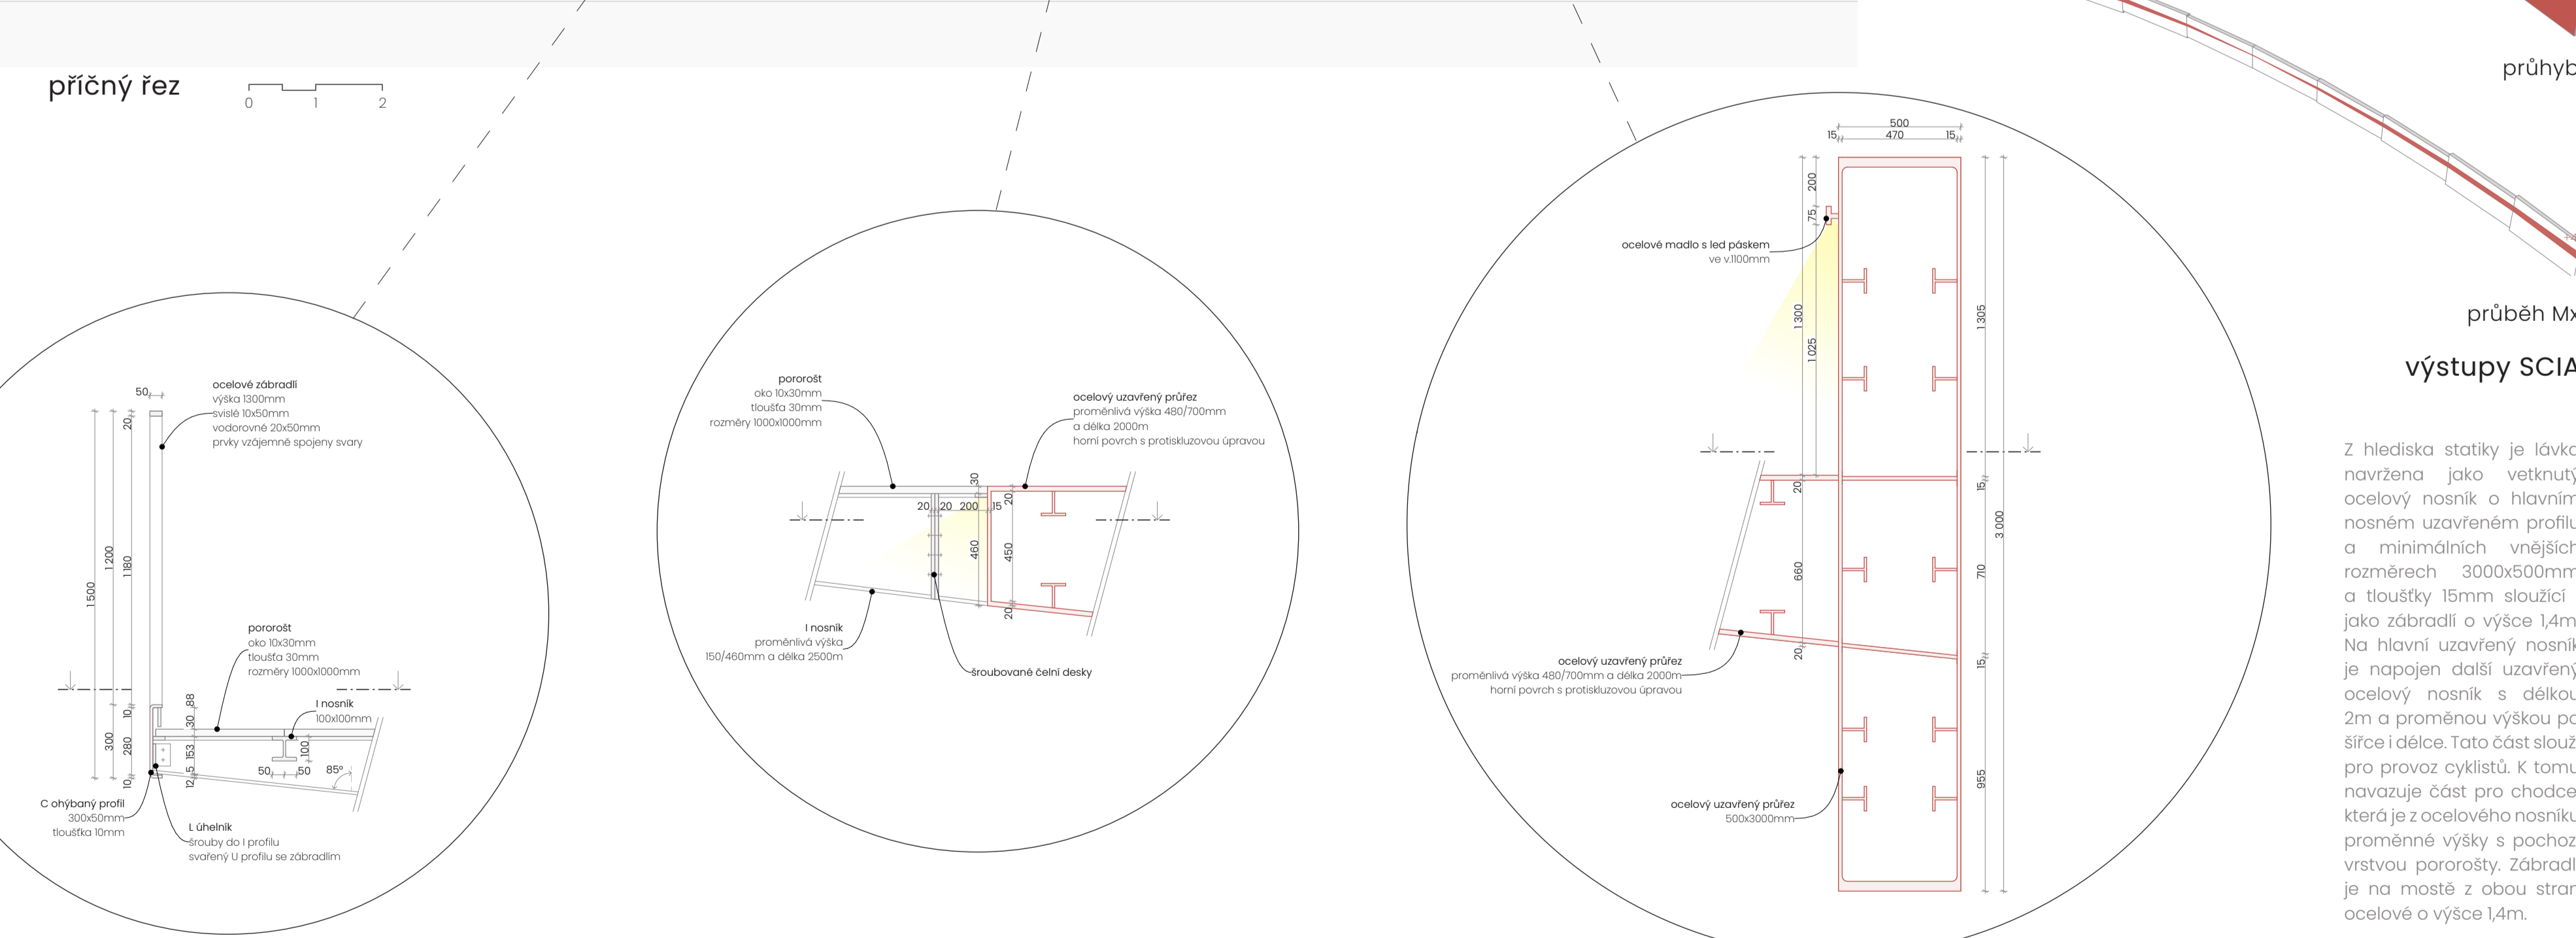 příčný řez
0 1 2
50
ocelové zábradlí
výška 1300mm
svislé 10x50mm
vodorovné 20x50mm
prvky vzájemně spojeny svary
20
1 200
1 180
1 500
pororošt
oko 10x30mm
tloušťa 30mm
rozměry 1000x1000mm
I nosník
100x100mm
88
10
30
300
280
153
100
50
50
85°
5
12
10
C ohýbaný profil
300x50mm
tloušťka 10mm
L úhelník
šrouby do I profilu
svařený U profilu se zábradlím
pororošt
oko 10x30mm
tloušťa 30mm
rozměry 1000x1000mm
ocelový uzavřený průřez
proměnlivá výška 480/700mm
a délka 2000m
horní povrch s protiskluzovou úpravou
30
20
20 20 200 15
460
450
20
I nosník
proměnlivá výška
150/460mm a délka 2500m
šroubované čelní desky
500
15 470 15
200
75
ocelové madlo s led páskem
ve v.1100mm
1 300
1 025
1 305
20
15
3 000
660
710
20
15
ocelový uzavřený průřez
proměnlivá výška 480/700mm a délka 2000m
horní povrch s protiskluzovou úpravou
955
ocelový uzavřený průřez
500x3000mm
průhyb
průběh Mx
výstupy SCIA
Z hlediska statiky je lávka
navržena jako vetknutý
ocelový nosník o hlavním
nosném uzavřeném profilu
a minimálních vnějších
rozměrech 3000x500mm
a tloušťky 15mm sloužící
jako zábradlí o výšce 1,4m
Na hlavní uzavřený nosník
je napojen další uzavřený
ocelový nosník s délkou
2m a proměnou výškou po
šířce i délce. Tato část slouž
pro provoz cyklistů. K tomu
navazuje část pro chodce,
která je z ocelového nosníku
proměnné výšky s pochoz
vrstvou pororošty. Zábradl
je na mostě z obou stran
ocelové o výšce 1,4m.